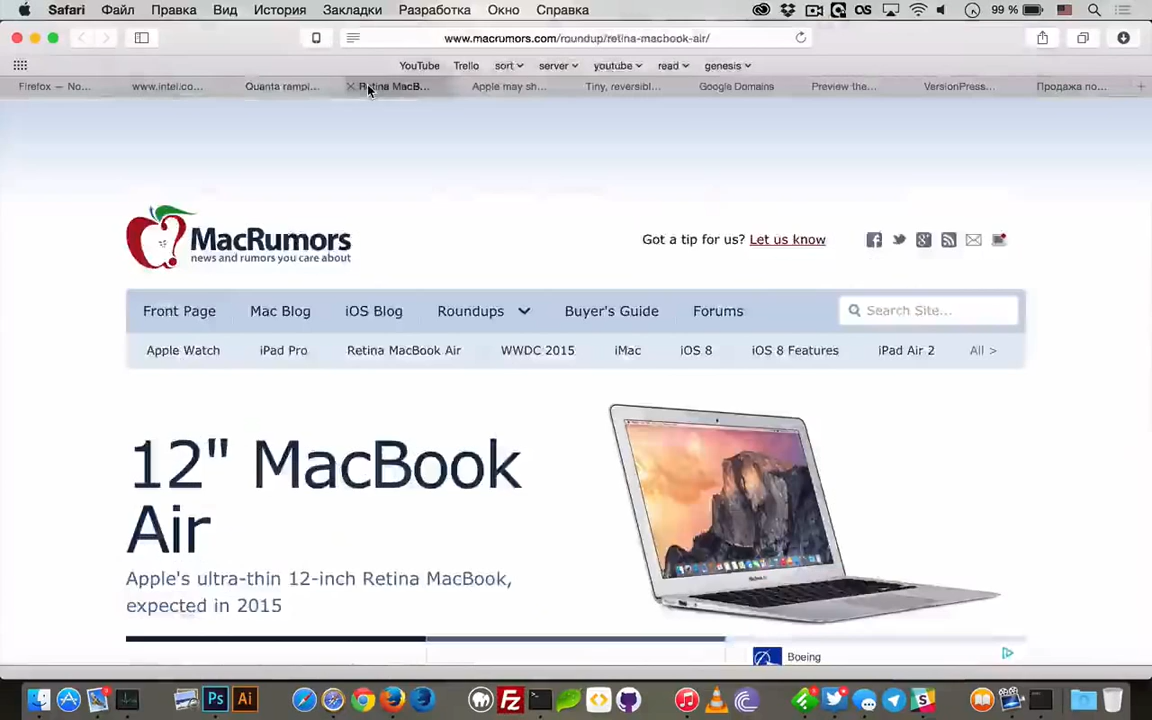 Safari Файл Правка Вид История Закладки Разработка Окно Справка OS 99 %
www.macrumors.com/roundup/retina-macbook-air/
YouTube Trello sort server youtube read genesis
Firefox — No... www.intel.co... Quanta rampi... Retina MacB... Apple may sh... Tiny, reversibl... Google Domains Preview the... VersionPress... Продажа по...
MacRumors
news and rumors you care about
Got a tip for us? Let us know
Front Page Mac Blog iOS Blog Roundups Buyer's Guide Forums Search Site...
Apple Watch iPad Pro Retina MacBook Air WWDC 2015 iMac iOS 8 iOS 8 Features iPad Air 2 All >
12" MacBook
Air
Apple's ultra-thin 12-inch Retina MacBook,
expected in 2015
Boeing
Ps Ai Fz